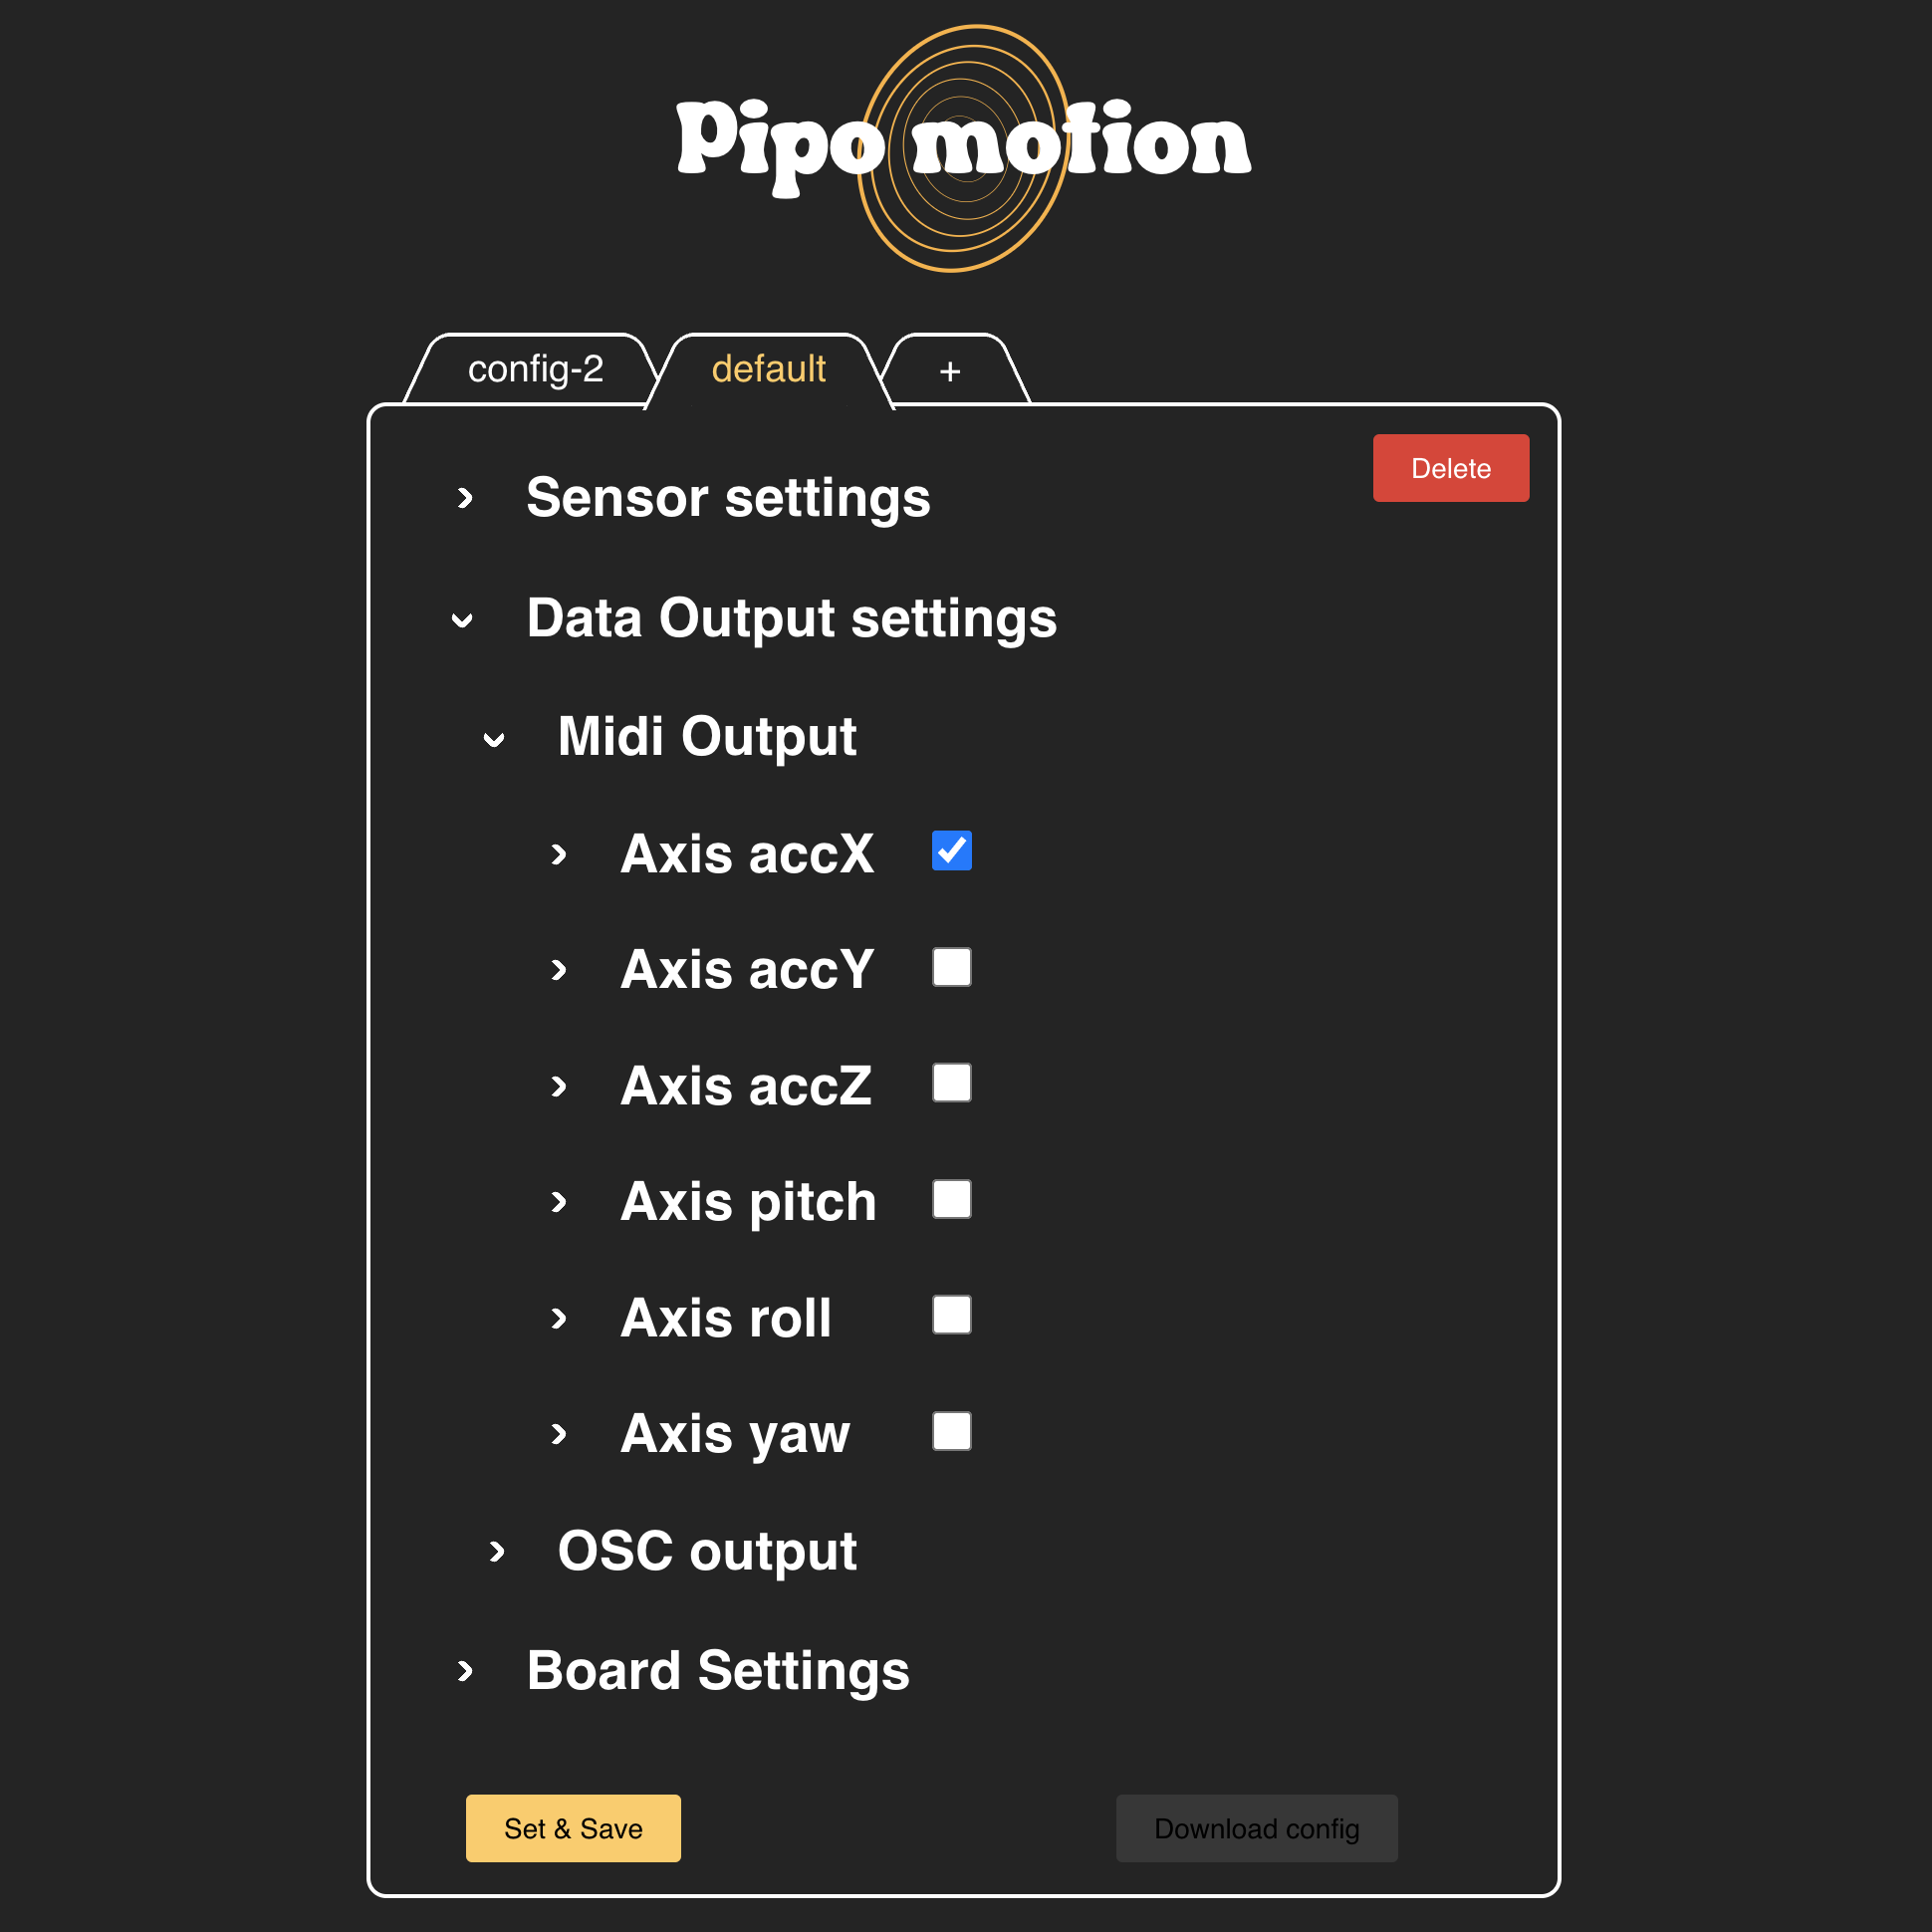 Pipo motion
config-2 default +
Delete
Sensor settings
Data Output settings
Midi Output
Axis accX
Axis accY
Axis accZ
Axis pitch
Axis roll
Axis yaw
OSC output
Board Settings
Set & Save Download config